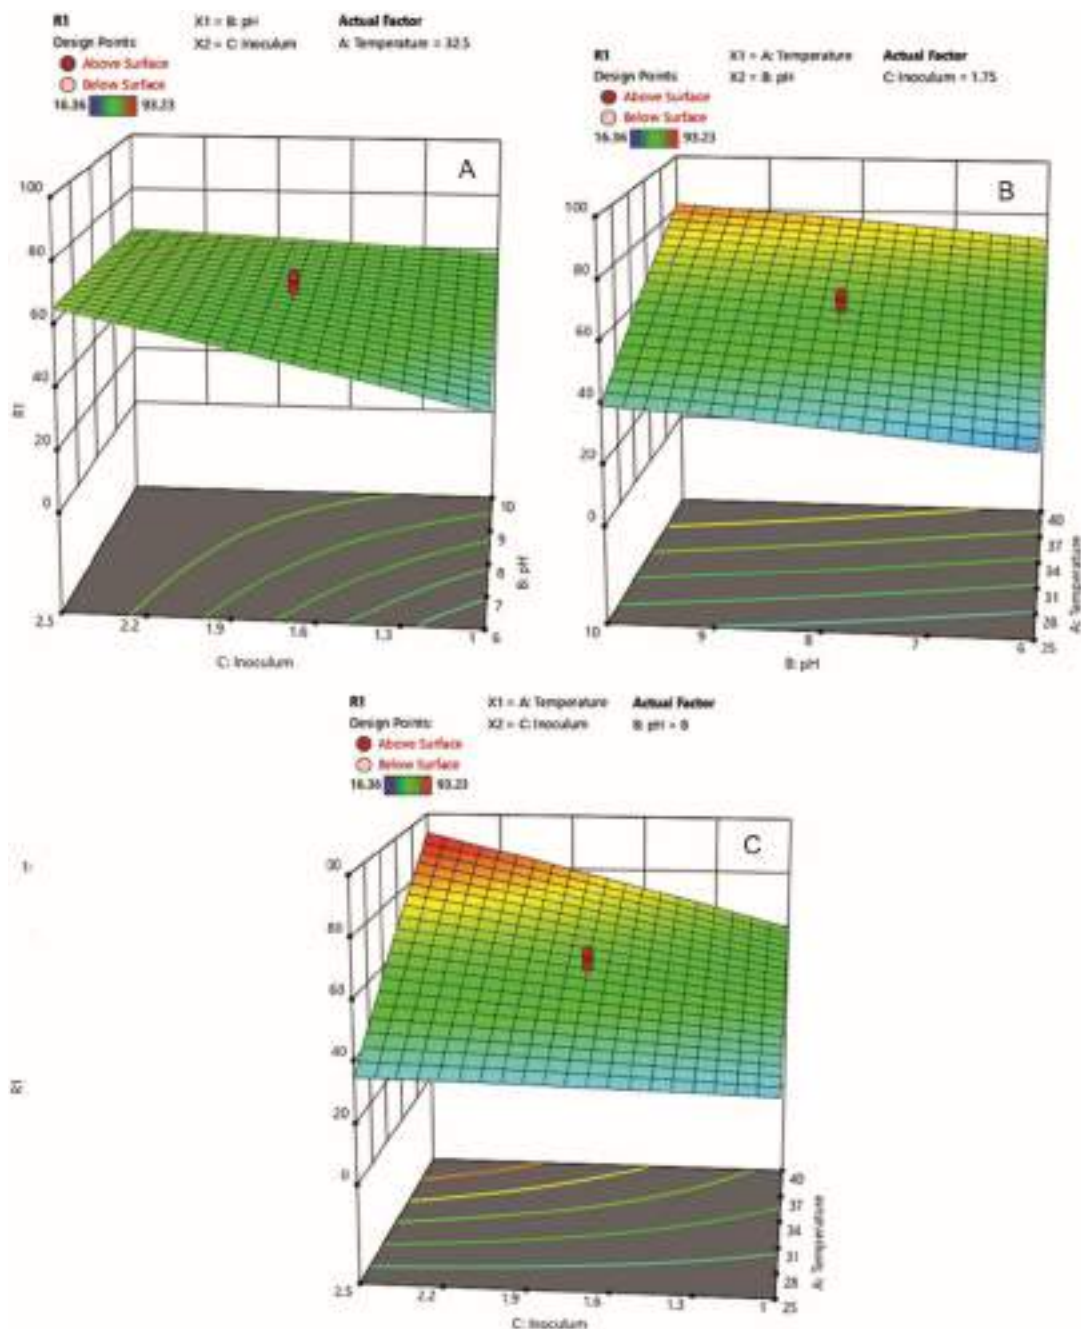 R1
Design Points:
Above Surface
Below Surface
16.36 93.23
X1 = B: pH
X2 = C: Inoculum
Actual Factor
A: Temperature = 32.5
A
100
80
60
40
20
0
R1
2.5
2.2
1.9
1.6
1.3
1
C: Inoculum
6
7
8
9
10
B: pH
R1
Design Points:
Above Surface
Below Surface
16.36 93.23
X1 = A: Temperature
X2 = B: pH
Actual Factor
C: Inoculum = 1.75
B
100
80
60
40
20
0
10
9
8
7
6
B: pH
25
28
31
34
37
40
A: Temperature
R1
Design Points:
Above Surface
Below Surface
16.36 93.23
X1 = A: Temperature
X2 = C: Inoculum
Actual Factor
B: pH = 8
C
00
80
60
40
20
0
R1
2.5
2.2
1.9
1.6
1.3
1
C: Inoculum
25
28
31
34
37
40
A: Temperature